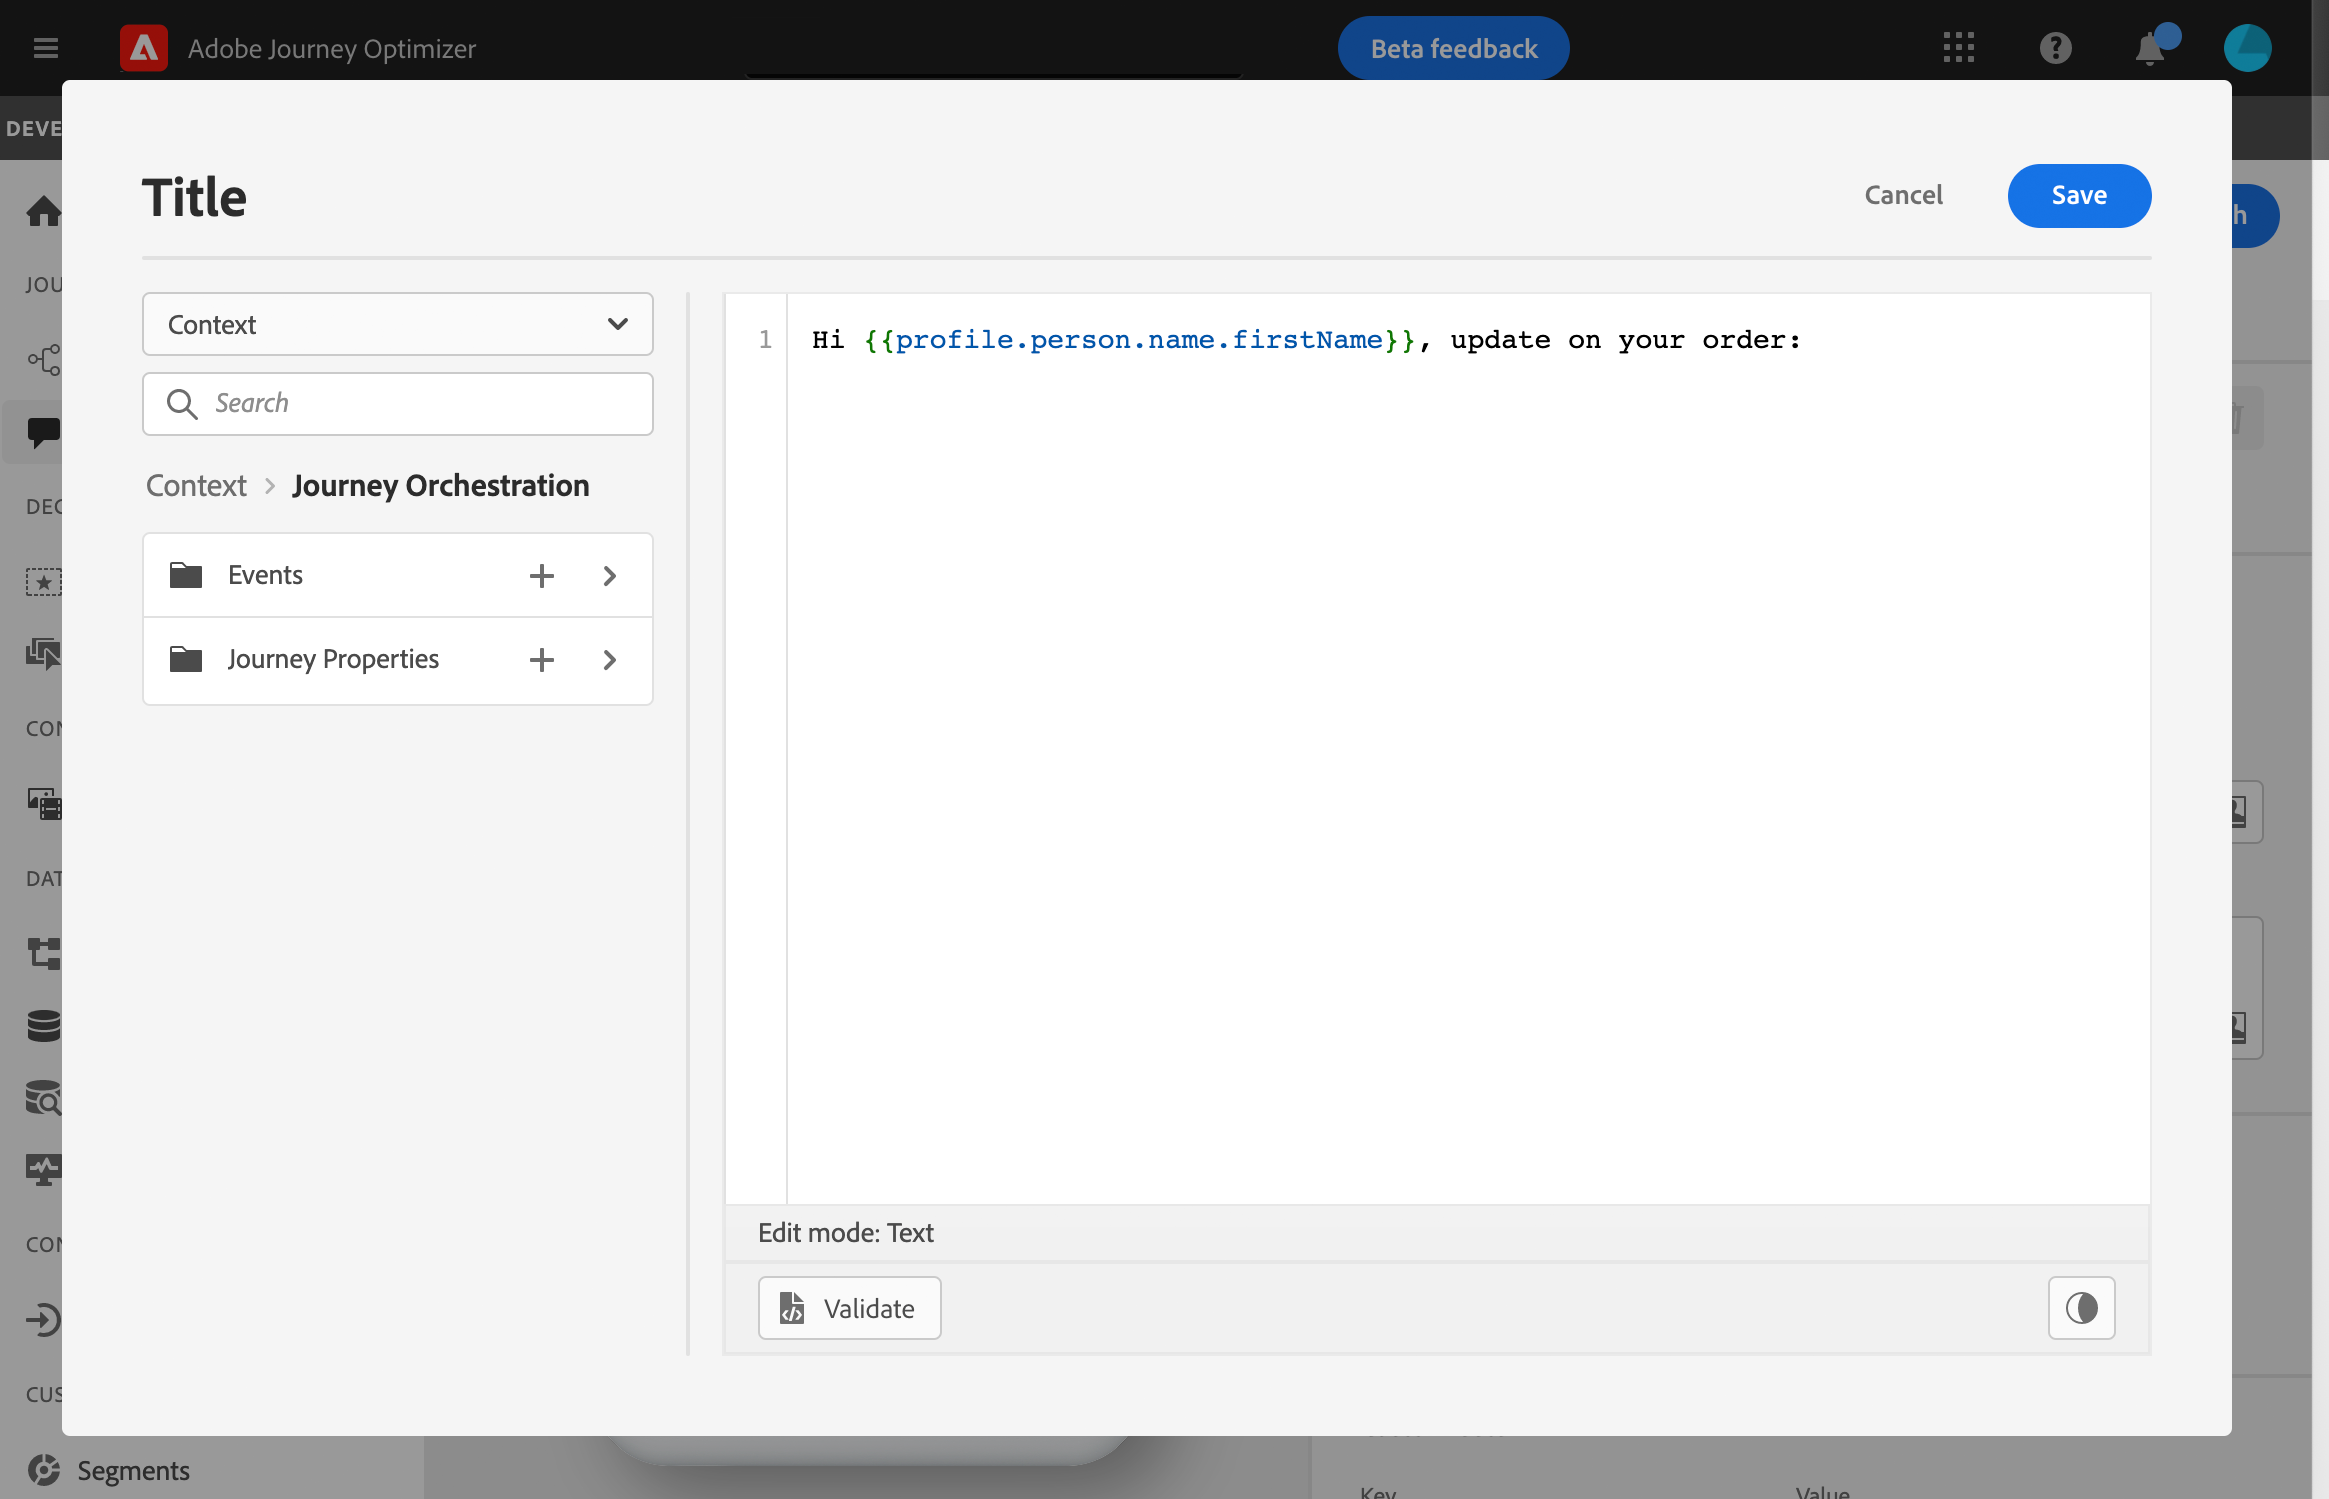 Adobe Journey Optimizer
Beta feedback
DEVE
Title
Cancel
Save
h
JOU
Context
1
Hi {{profile.person.name.firstName}}, update on your order:
Search
Context > Journey Orchestration
DEC
Events
Journey Properties
CON
DAT
Edit mode: Text
CON
Validate
CUS
Segments
Key
Value